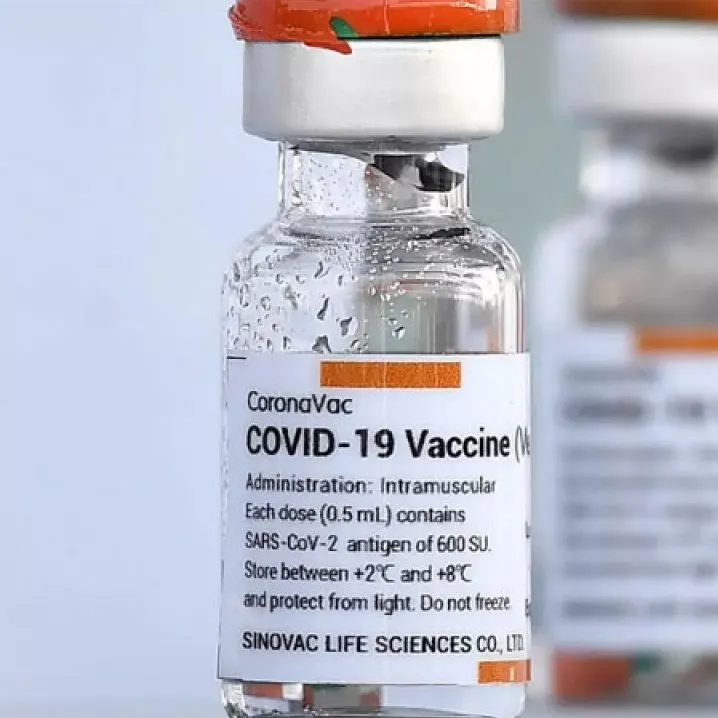 CoronaVac
COVID-19 Vaccine
Administration: Intramuscular
Each dose (0.5 mL) contains
SARS-CoV-2 antigen of 600 SU.
Store between +2℃ and +8℃
and protect from light. Do not freeze.
SINOVAC LIFE SCIENCES CO., LTD.